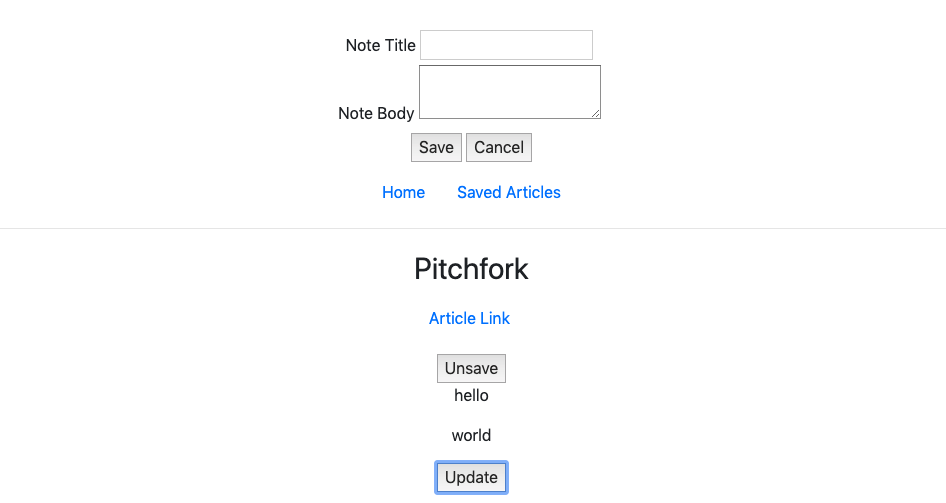 Note Title
Note Body
Save Cancel
Home Saved Articles
Pitchfork
Article Link
Unsave
hello
world
Update